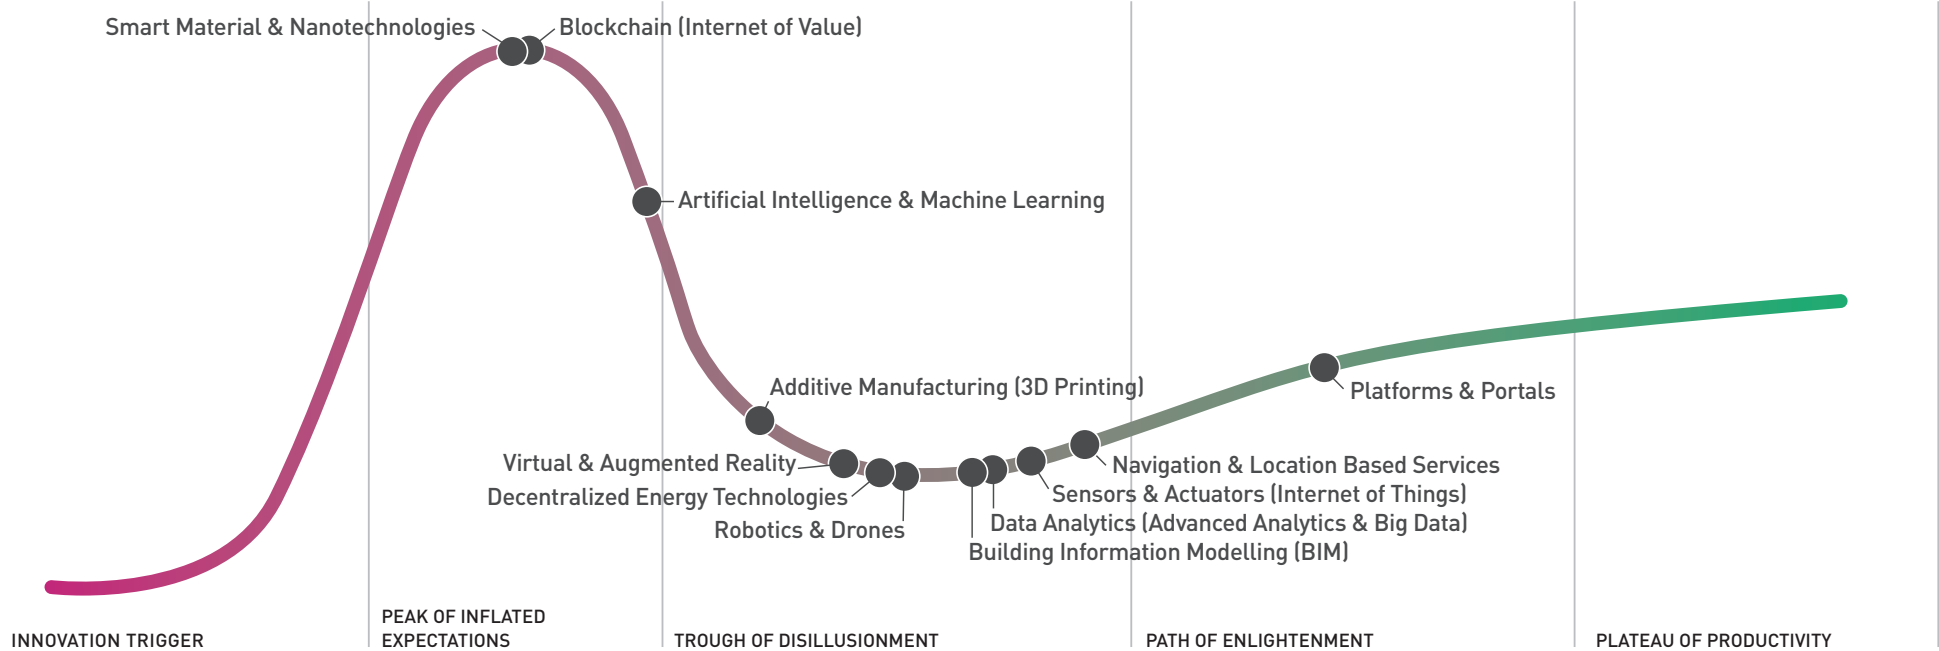 Smart Material & Nanotechnologies
Blockchain (Internet of Value)
Artificial Intelligence & Machine Learning
Additive Manufacturing (3D Printing)
Virtual & Augmented Reality
Decentralized Energy Technologies
Robotics & Drones
Platforms & Portals
Navigation & Location Based Services
Sensors & Actuators (Internet of Things)
Data Analytics (Advanced Analytics & Big Data)
Building Information Modelling (BIM)
INNOVATION TRIGGER
PEAK OF INFLATED
EXPECTATIONS
TROUGH OF DISILLUSIONMENT
PATH OF ENLIGHTENMENT
PLATEAU OF PRODUCTIVITY